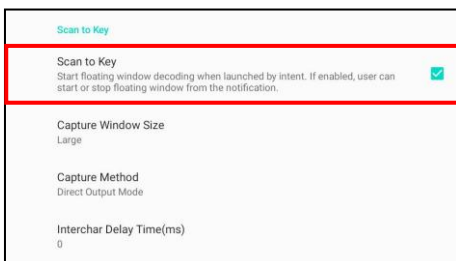 Scan to Key
Scan to Key
Start floating window decoding when launched by intent. If enabled, user can
start or stop floating window from the notification.
Capture Window Size
Large
Capture Method
Direct Output Mode
Interchar Delay Time(ms)
0